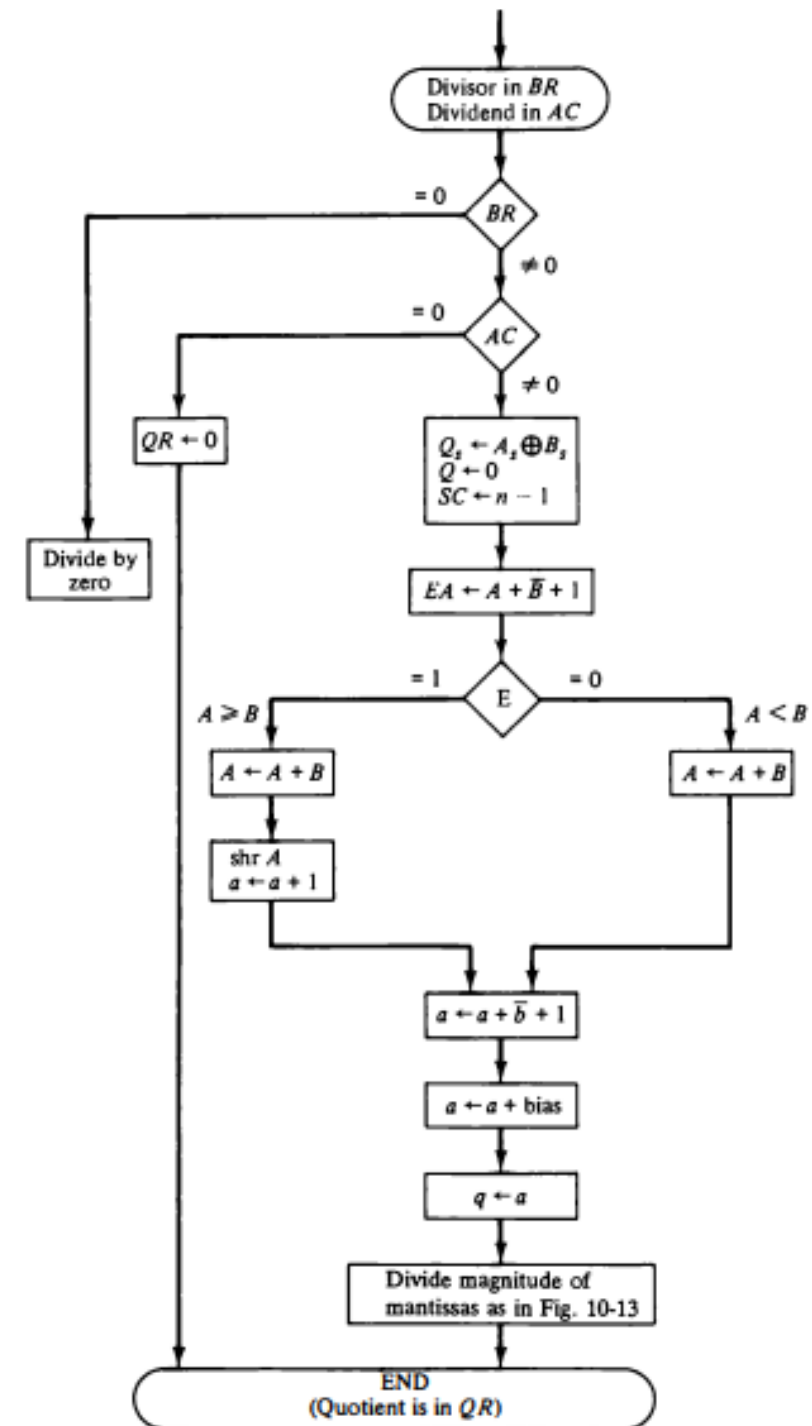 Divisor in BR
Dividend in AC
= 0
BR
≠ 0
= 0
AC
≠ 0
QR ← 0
Qₛ ← Aₛ ⊕ Bₛ
Q ← 0
SC ← n − 1
Divide by
zero
EA ← A + B̅ + 1
= 1
E
= 0
A ⩾ B
A < B
A ← A + B
A ← A + B
shr A
a ← a + 1
a ← a + b̅ + 1
a ← a + bias
q ← a
Divide magnitude of
mantissas as in Fig. 10-13
END
(Quotient is in QR)